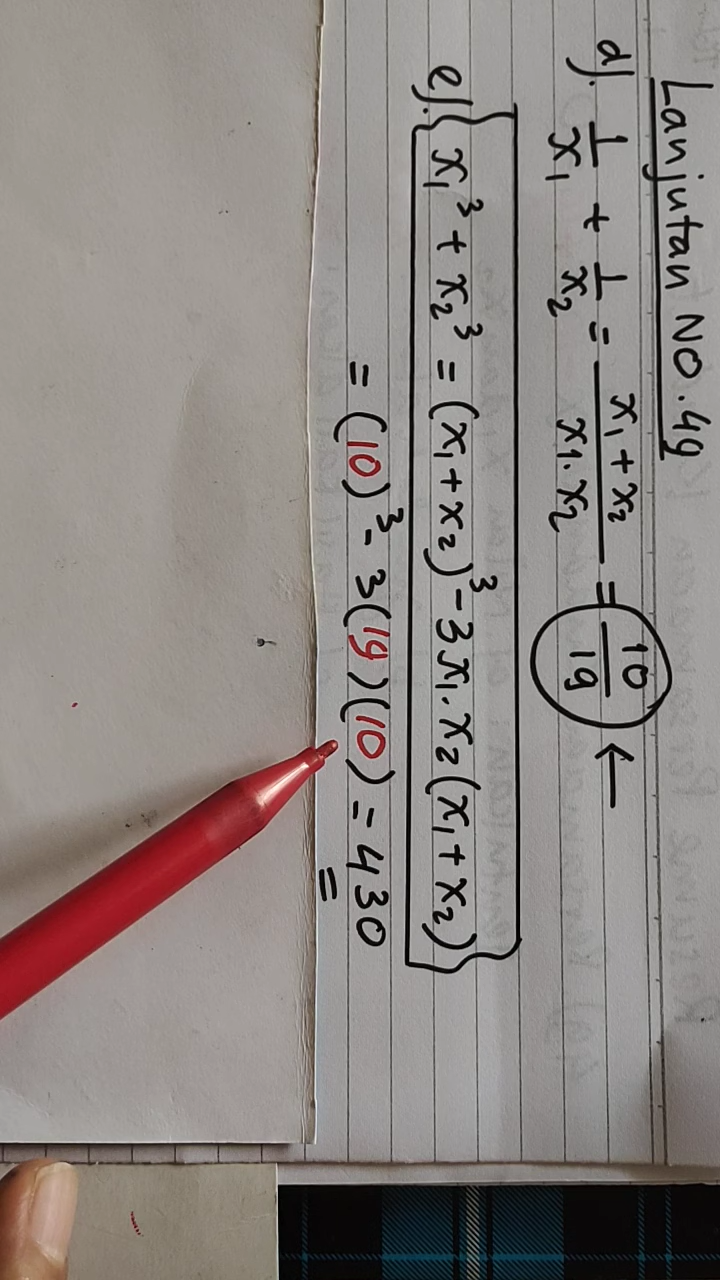 Lanjutan NO.49
d). 1/x₁ + 1/x₂ = x₁+x₂/x₁.x₂ = 10/19 ←
e). { x₁³ + x₂³ = (x₁+x₂)³ - 3x₁.x₂(x₁+x₂) }
= (10)³ - 3(19)(10) = 430